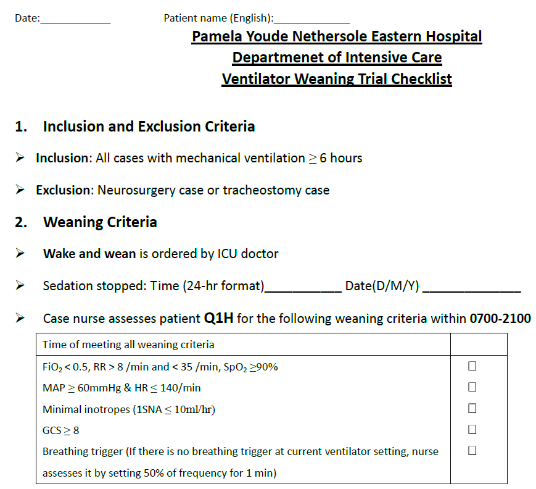 Date:____________ Patient name (English):______________
Pamela Youde Nethersole Eastern Hospital
Departmenet of Intensive Care
Ventilator Weaning Trial Checklist
1. Inclusion and Exclusion Criteria
➢ Inclusion: All cases with mechanical ventilation ≥ 6 hours
➢ Exclusion: Neurosurgery case or tracheostomy case
2. Weaning Criteria
➢ Wake and wean is ordered by ICU doctor
➢ Sedation stopped: Time (24-hr format)____________ Date(D/M/Y) _______________
➢ Case nurse assesses patient Q1H for the following weaning criteria within 0700-2100
Time of meeting all weaning criteria
FiO₂ < 0.5, RR > 8 /min and < 35 /min, SpO₂ ≥90% ☐
MAP ≥ 60mmHg & HR ≤ 140/min ☐
Minimal inotropes (1SNA ≤ 10ml/hr) ☐
GCS ≥ 8 ☐
Breathing trigger (If there is no breathing trigger at current ventilator setting, nurse ☐
assesses it by setting 50% of frequency for 1 min)